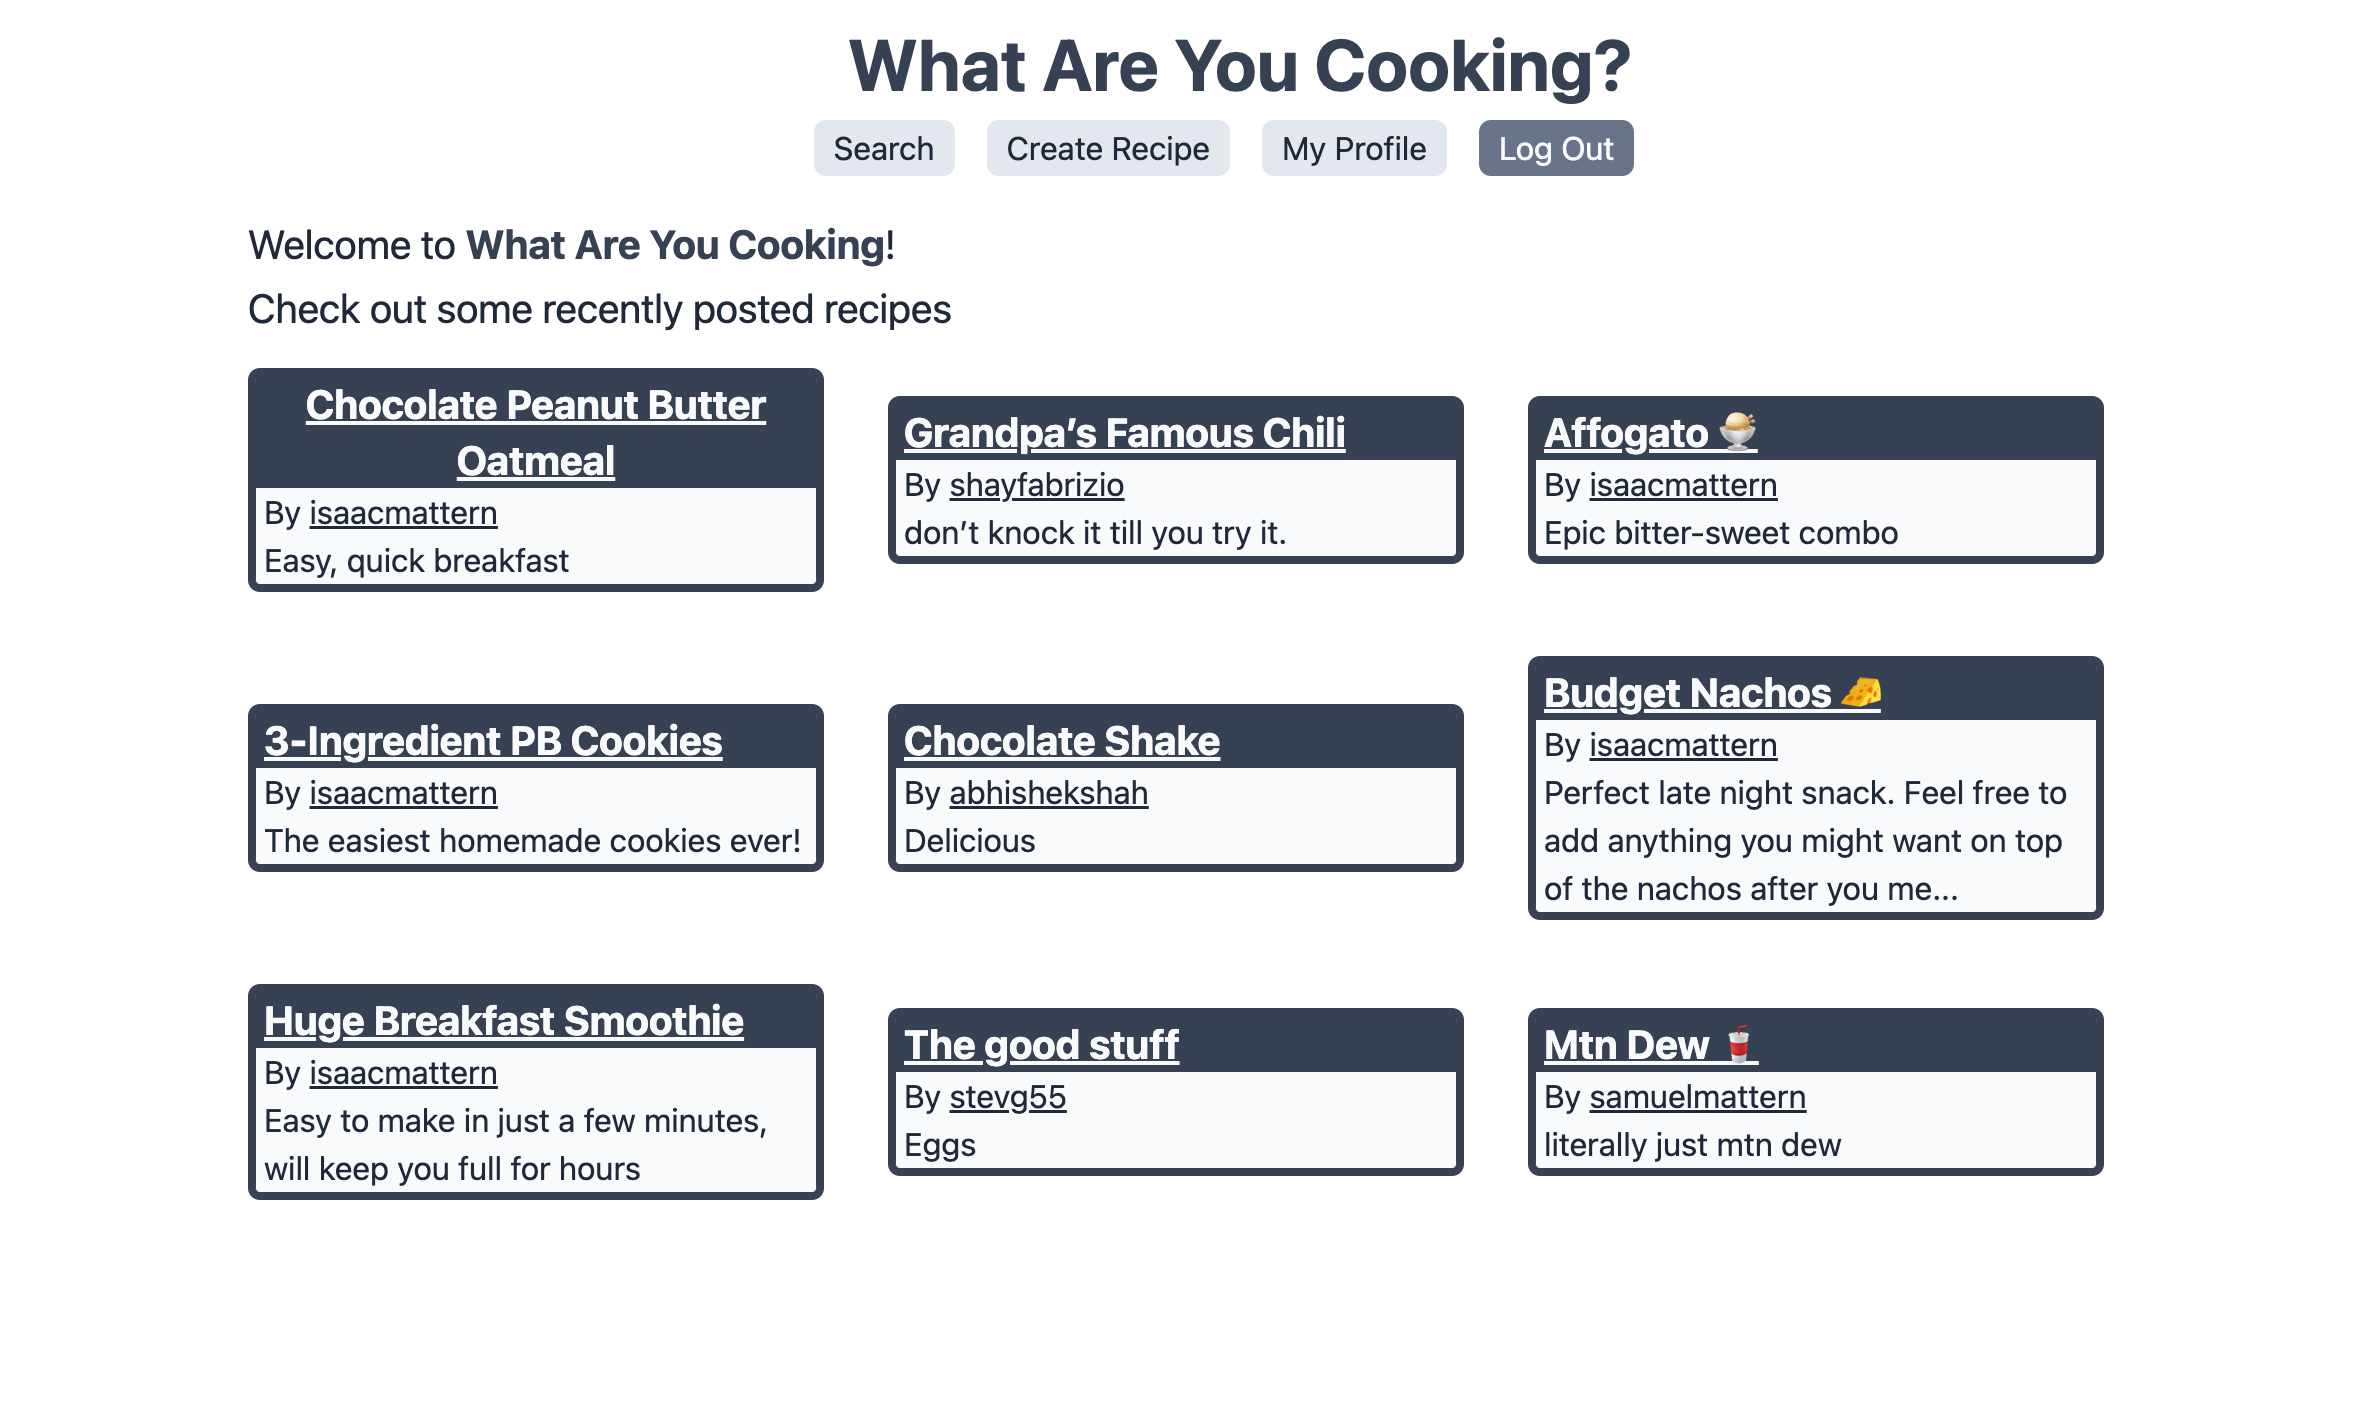 What Are You Cooking?
Search Create Recipe My Profile Log Out
Welcome to What Are You Cooking!
Check out some recently posted recipes
Chocolate Peanut Butter
Oatmeal
By isaacmattern
Easy, quick breakfast
Grandpa’s Famous Chili
By shayfabrizio
don’t knock it till you try it.
Affogato 🍨
By isaacmattern
Epic bitter-sweet combo
3-Ingredient PB Cookies
By isaacmattern
The easiest homemade cookies ever!
Chocolate Shake
By abhishekshah
Delicious
Budget Nachos 🧀
By isaacmattern
Perfect late night snack. Feel free to
add anything you might want on top
of the nachos after you me...
Huge Breakfast Smoothie
By isaacmattern
Easy to make in just a few minutes,
will keep you full for hours
The good stuff
By stevg55
Eggs
Mtn Dew 🥤
By samuelmattern
literally just mtn dew